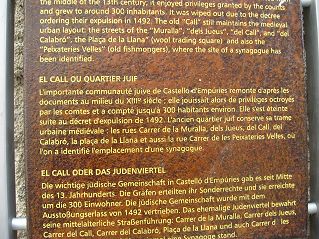 the middle of the 13th century, it enjoyed privileges granted by the counts
and grew to around 300 inhabitants. It was wiped out due to the decree
ordering their expulsion in 1492. The old "Call" still maintains the medieval
urban layout: the streets of the "Muralla", "dels Jueus", "del Call", and "del
Calabró", the Plaça de la Llana" (wool trading square) and also the
"Peixateries Velles" (old fishmongers), where the site of a synagogue has
been identified.
EL CALL OU QUARTIER JUIF
L'importante communauté juive de Castelló d'Empúries remonte d'après les
documents au milieu du XIIIe siècle ; elle jouissait alors de privilèges octroyés
par les comtes et a compté jusqu'à 300 habitants environ. Elle s'est éteinte
suite au décret d'expulsion de 1492. L'ancien quartier juif conserve sa trame
urbaine médiévale : les rues Carrer de la Muralla, dels Jueus, del Call, del
Calabró, la plaça de la Llana et aussi la rue Carrer de les Peixateries Velles, où
l'on a identifié l'emplacement d'une synagogue.
EL CALL ODER DAS JUDENVIERTEL
Die wichtige jüdische Gemeinschaft in Castelló d'Empúries gab es seit Mitte
des 13. Jahrhunderts. Die Grafen erteilten ihr Sonderrechte und sie erreichte
um die 300 Einwohner. Die jüdische Gemeinschaft wurde mit dem
Ausstoßungserlass von 1492 vertrieben. Das ehemalige Judenviertel bewahrt
seine mittelalterliche Straßenführung: Carrer de la Muralla, Carrer dels Jueus,
Carrer del Call, Carrer del Calabró, Plaça de la Llana und auch Carrer de les
eine Synagoge stand.